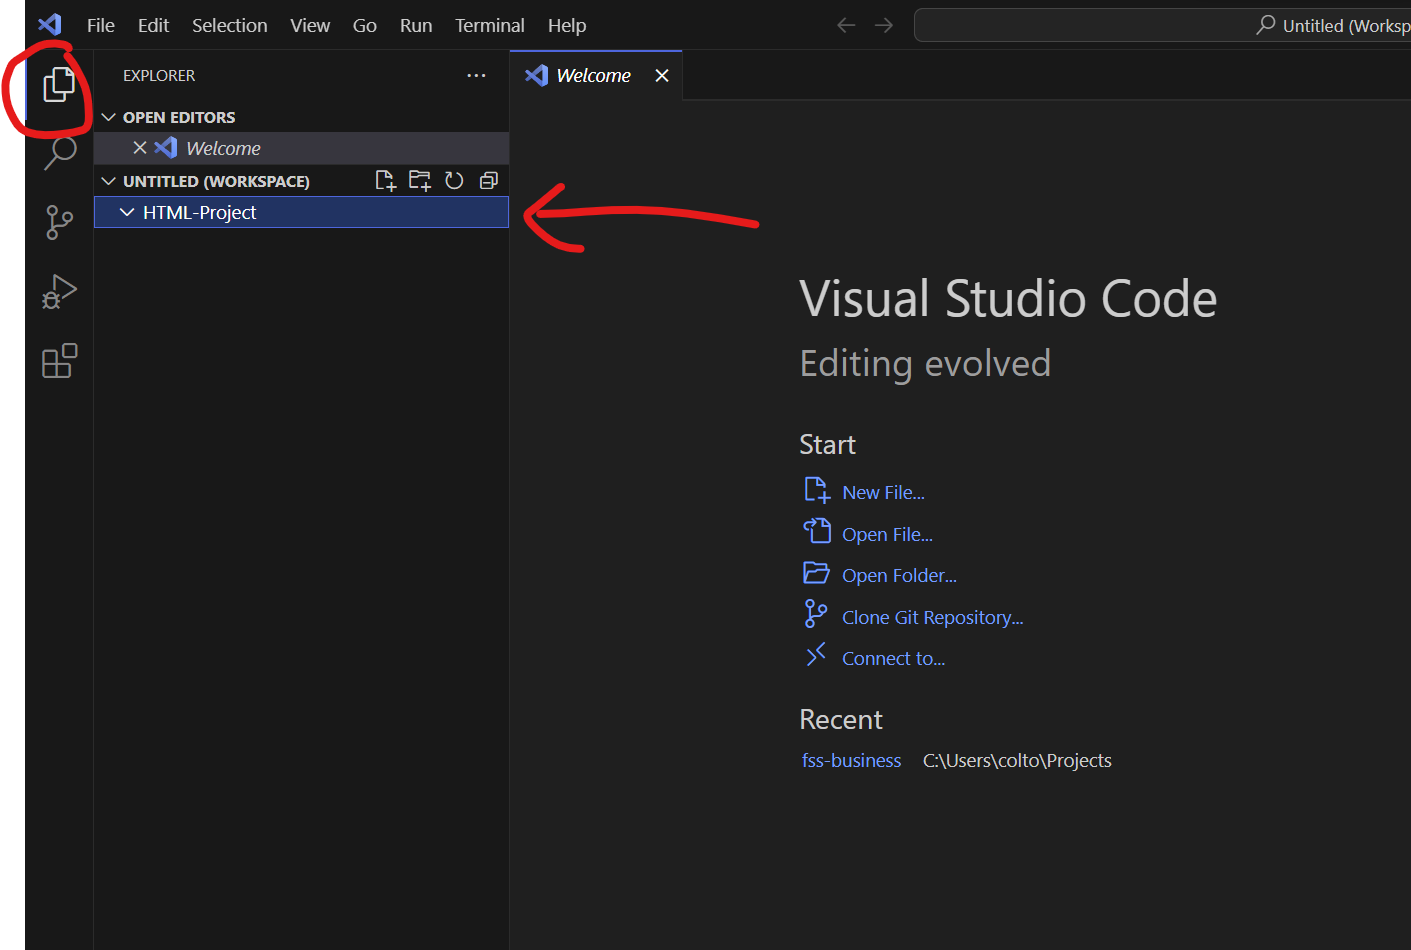 File Edit Selection View Go Run Terminal Help
Untitled (Worksp
EXPLORER
Welcome
OPEN EDITORS
Welcome
UNTITLED (WORKSPACE)
HTML-Project
Visual Studio Code
Editing evolved
Start
New File...
Open File...
Open Folder...
Clone Git Repository...
Connect to...
Recent
fss-business C:\Users\colto\Projects